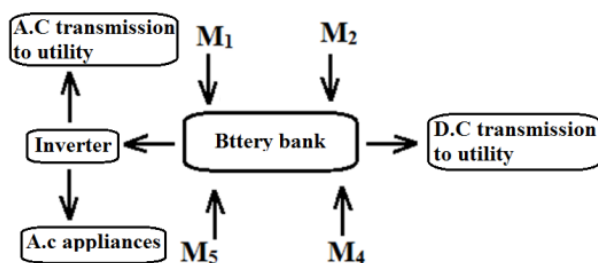 A.C transmission
to utility
M1
M2
Inverter
Bttery bank
D.C transmission
to utility
A.c appliances
M5
M4